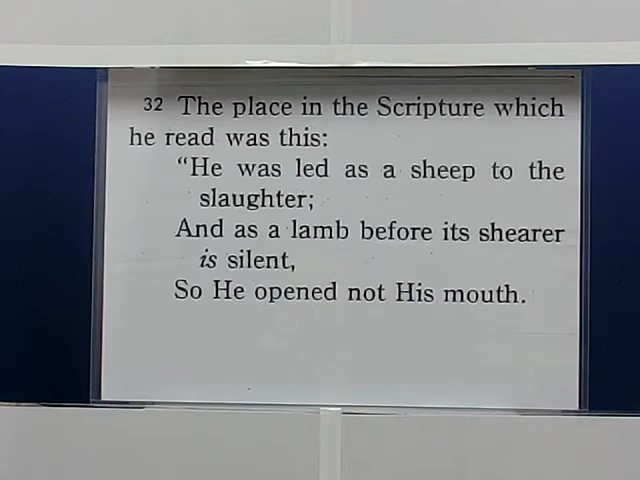 32 The place in the Scripture which
he read was this:
“He was led as a sheep to the
slaughter;
And as a lamb before its shearer
is silent,
So He opened not His mouth.